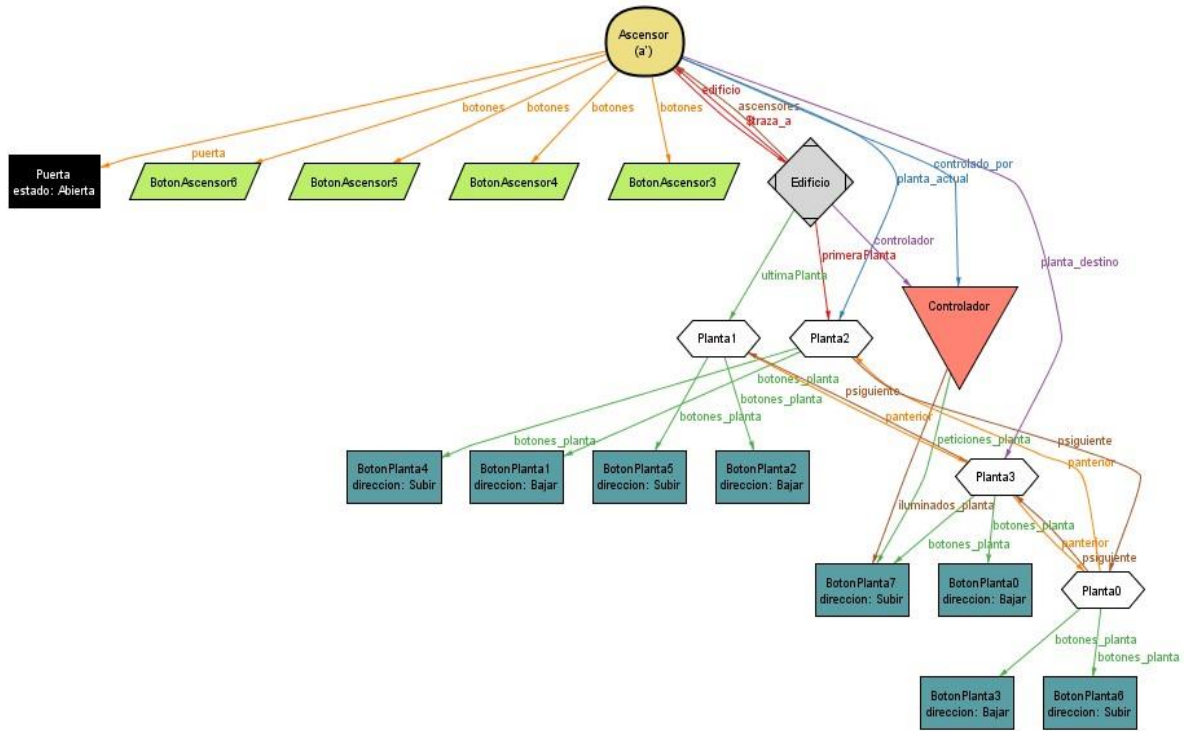 Ascensor
(a')
edificio
ascensores
$traza_a
botones
botones
botones
botones
puerta
Puerta
estado: Abierta
BotonAscensor6
BotonAscensor5
BotonAscensor4
BotonAscensor3
Edificio
controlado_por
planta_actual
controlador
primeraPlanta
planta_destino
ultimaPlanta
Controlador
Planta1
Planta2
botones_planta
psiguiente
botones_planta
botones_planta
panterior
botones_planta
peticiones_planta
psiguiente
panterior
BotonPlanta4
direccion: Subir
BotonPlanta1
direccion: Bajar
BotonPlanta5
direccion: Subir
BotonPlanta2
direccion: Bajar
Planta3
iluminados_planta
botones_planta
panterior
botones_planta
psiguiente
BotonPlanta7
direccion: Subir
BotonPlanta0
direccion: Bajar
Planta0
botones_planta
botones_planta
BotonPlanta3
direccion: Bajar
BotonPlanta6
direccion: Subir